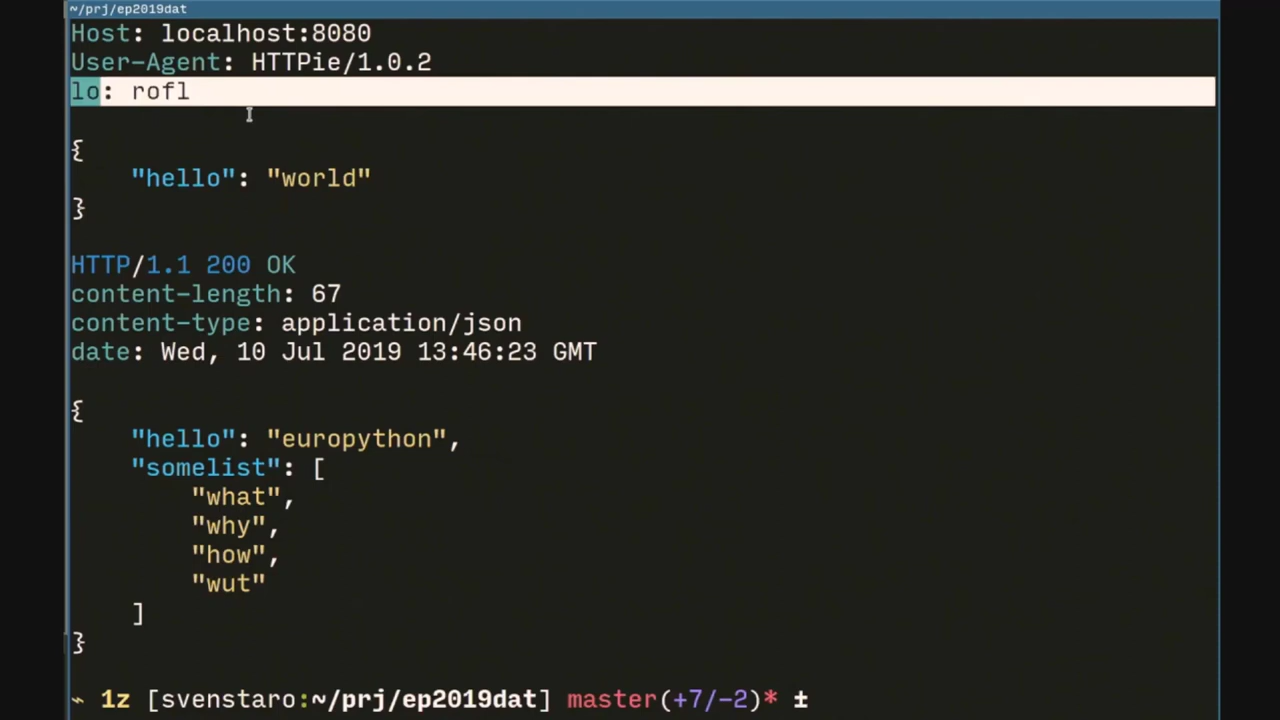 ~/prj/ep2019dat
Host: localhost:8080
User-Agent: HTTPie/1.0.2
lo: rofl
{
    "hello": "world"
}
HTTP/1.1 200 OK
content-length: 67
content-type: application/json
date: Wed, 10 Jul 2019 13:46:23 GMT
{
    "hello": "europython",
    "somelist": [
        "what",
        "why",
        "how",
        "wut"
    ]
}
~ 1z [svenstaro:~/prj/ep2019dat] master(+7/-2)* ±